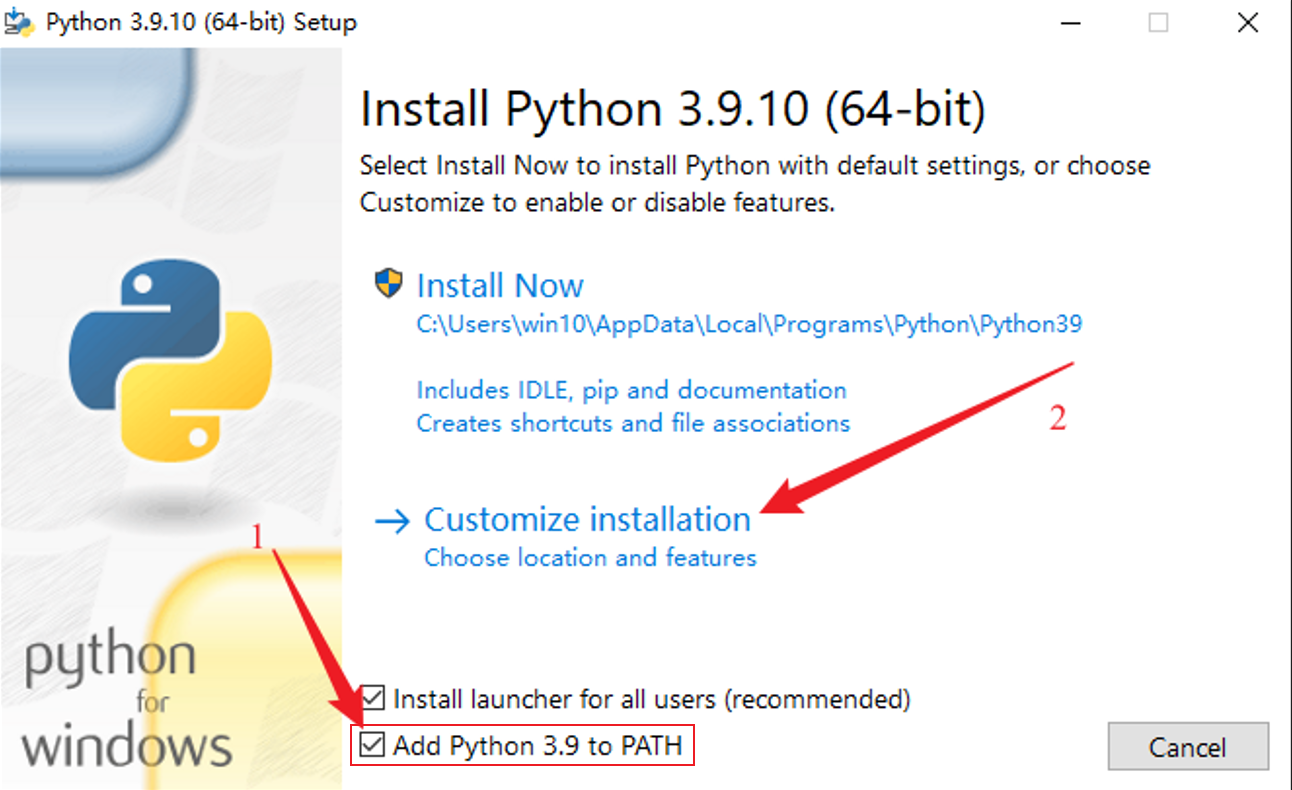 Python 3.9.10 (64-bit) Setup
Install Python 3.9.10 (64-bit)
Select Install Now to install Python with default settings, or choose
Customize to enable or disable features.
Install Now
C:\Users\win10\AppData\Local\Programs\Python\Python39
Includes IDLE, pip and documentation
Creates shortcuts and file associations
2
Customize installation
Choose location and features
1
python
for
windows
Install launcher for all users (recommended)
Add Python 3.9 to PATH
Cancel